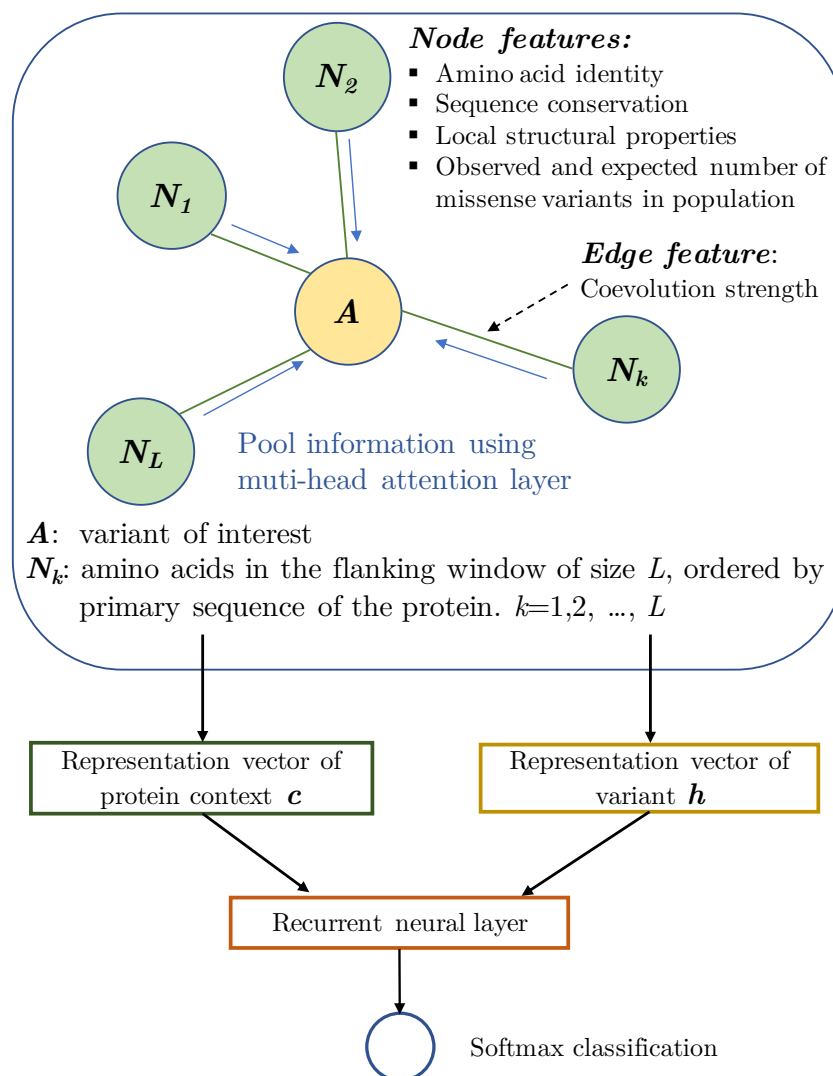 N2
Node features:
▪ Amino acid identity
▪ Sequence conservation
▪ Local structural properties
▪ Observed and expected number of
missense variants in population
N1
Edge feature:
Coevolution strength
A
Nk
NL
Pool information using
muti-head attention layer
A: variant of interest
Nk: amino acids in the flanking window of size L, ordered by
primary sequence of the protein. k=1,2, ..., L
Representation vector of
protein context c
Representation vector of
variant h
Recurrent neural layer
Softmax classification